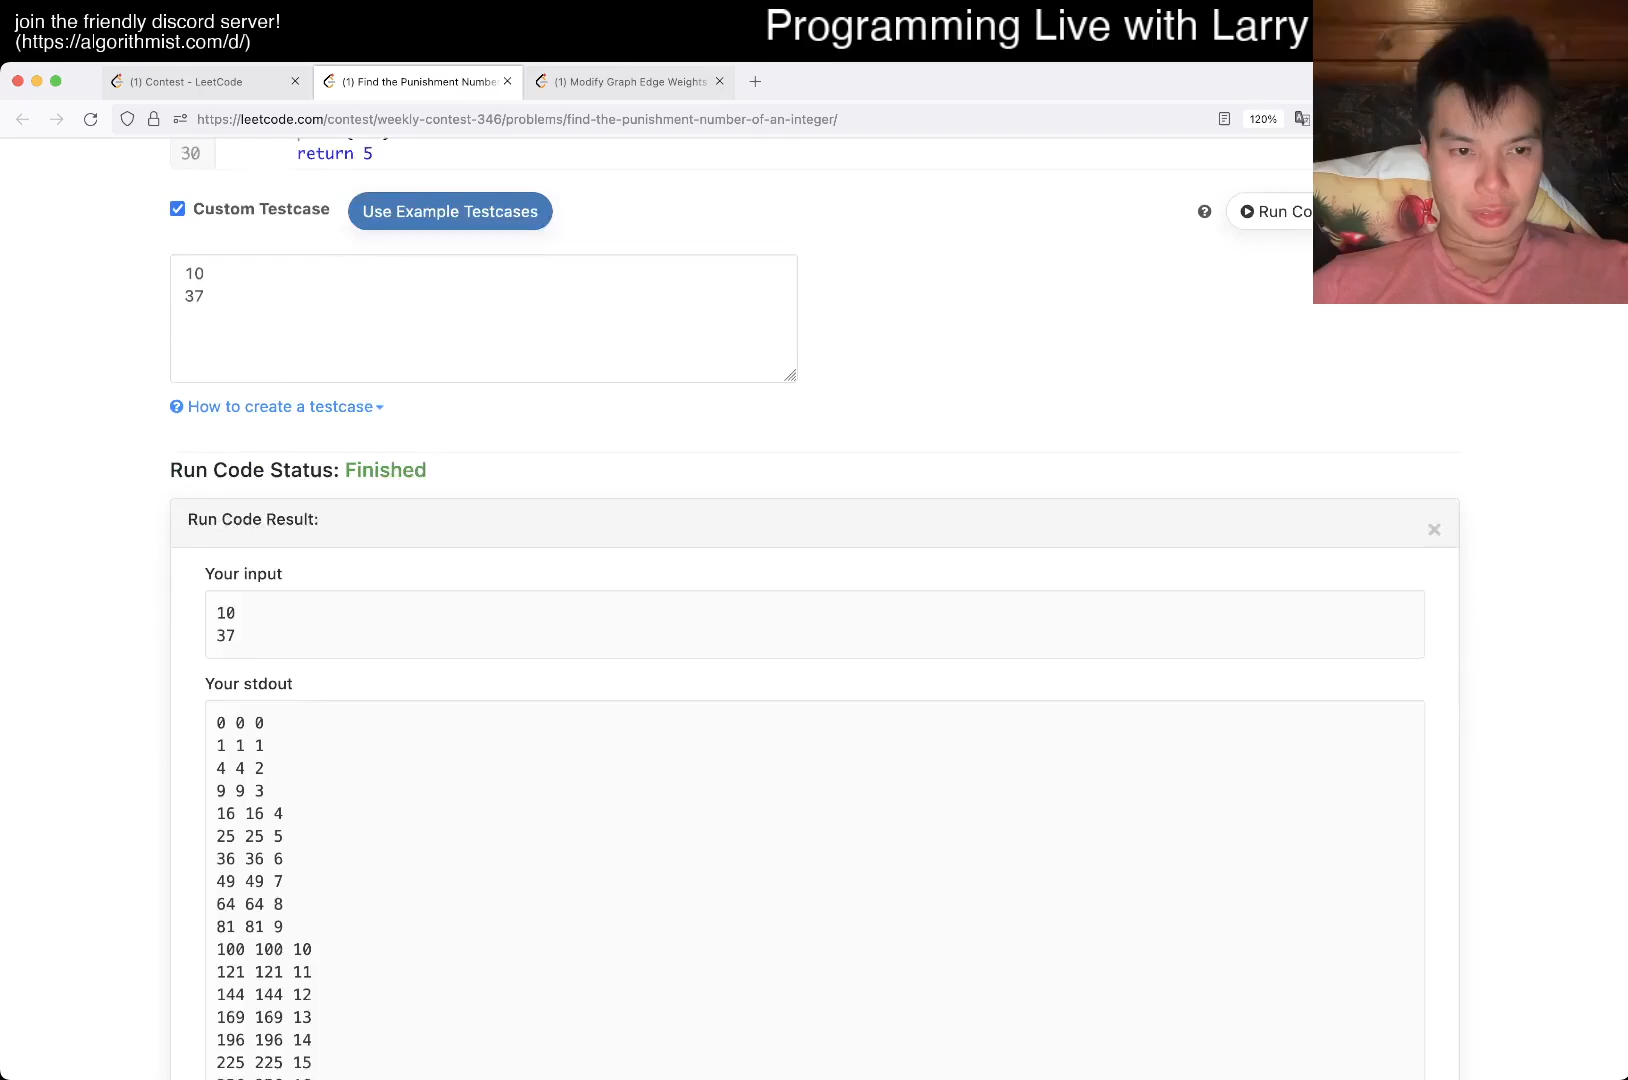 join the friendly discord server!
(https://algorithmist.com/d/)
Programming Live with Larry
(1) Contest - LeetCode
(1) Find the Punishment Numbe
(1) Modify Graph Edge Weights
https://leetcode.com/contest/weekly-contest-346/problems/find-the-punishment-number-of-an-integer/
120%
30 return 5
Custom Testcase
Use Example Testcases
Run Co
10
37
How to create a testcase
Run Code Status: Finished
Run Code Result:
Your input
10
37
Your stdout
0 0 0
1 1 1
4 4 2
9 9 3
16 16 4
25 25 5
36 36 6
49 49 7
64 64 8
81 81 9
100 100 10
121 121 11
144 144 12
169 169 13
196 196 14
225 225 15